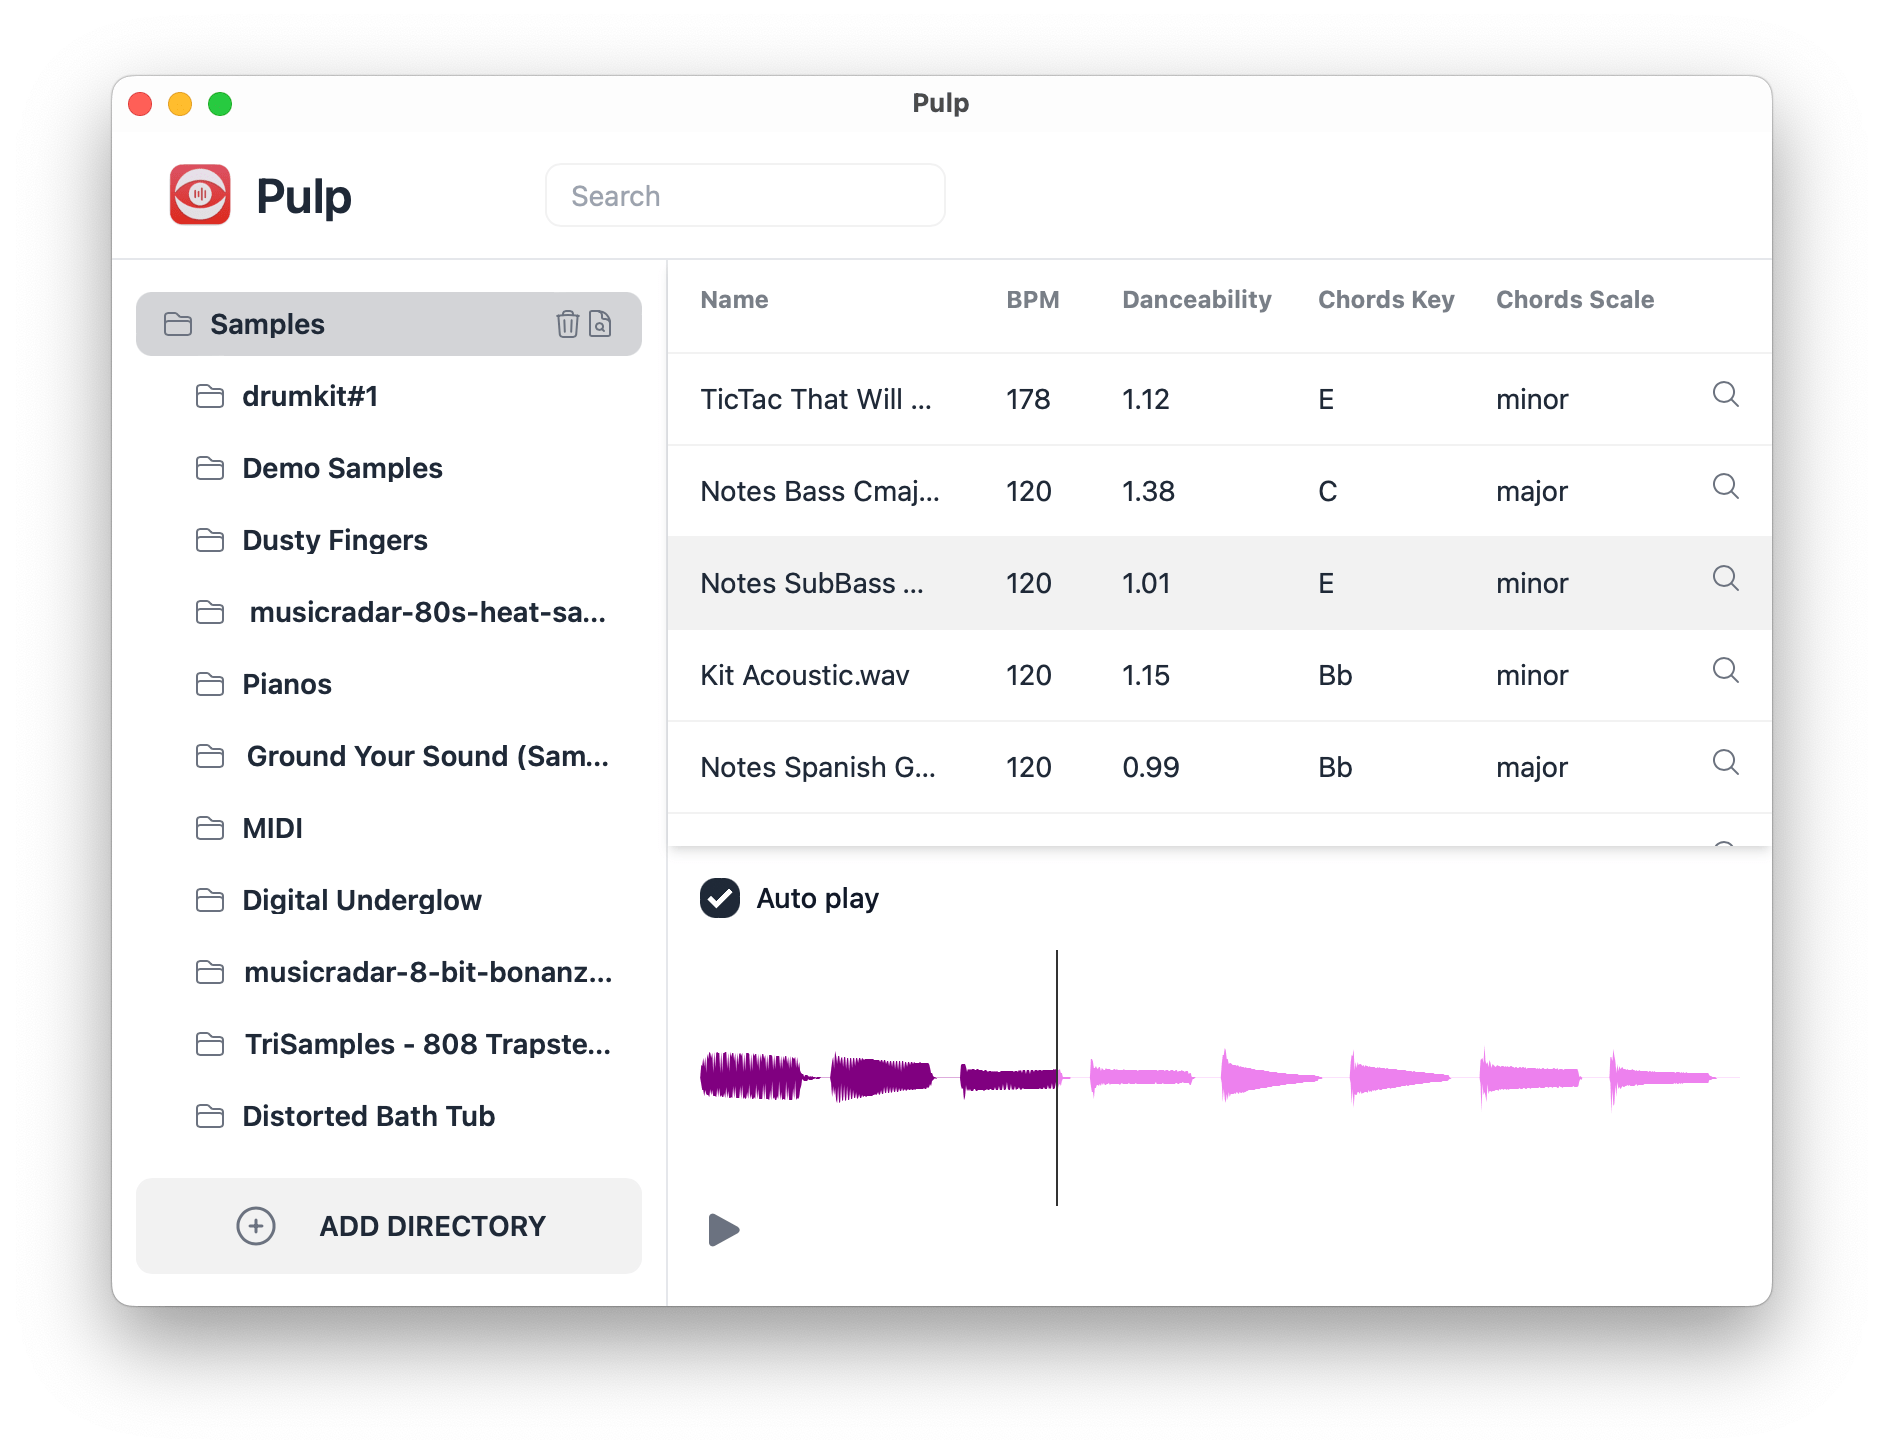 Pulp
Pulp
Search
Samples
drumkit#1
Demo Samples
Dusty Fingers
musicradar-80s-heat-sa...
Pianos
Ground Your Sound (Sam...
MIDI
Digital Underglow
musicradar-8-bit-bonanz...
TriSamples - 808 Trapste...
Distorted Bath Tub
ADD DIRECTORY
Name BPM Danceability Chords Key Chords Scale
TicTac That Will ... 178 1.12 E minor
Notes Bass Cmaj... 120 1.38 C major
Notes SubBass ... 120 1.01 E minor
Kit Acoustic.wav 120 1.15 Bb minor
Notes Spanish G... 120 0.99 Bb major
Auto play